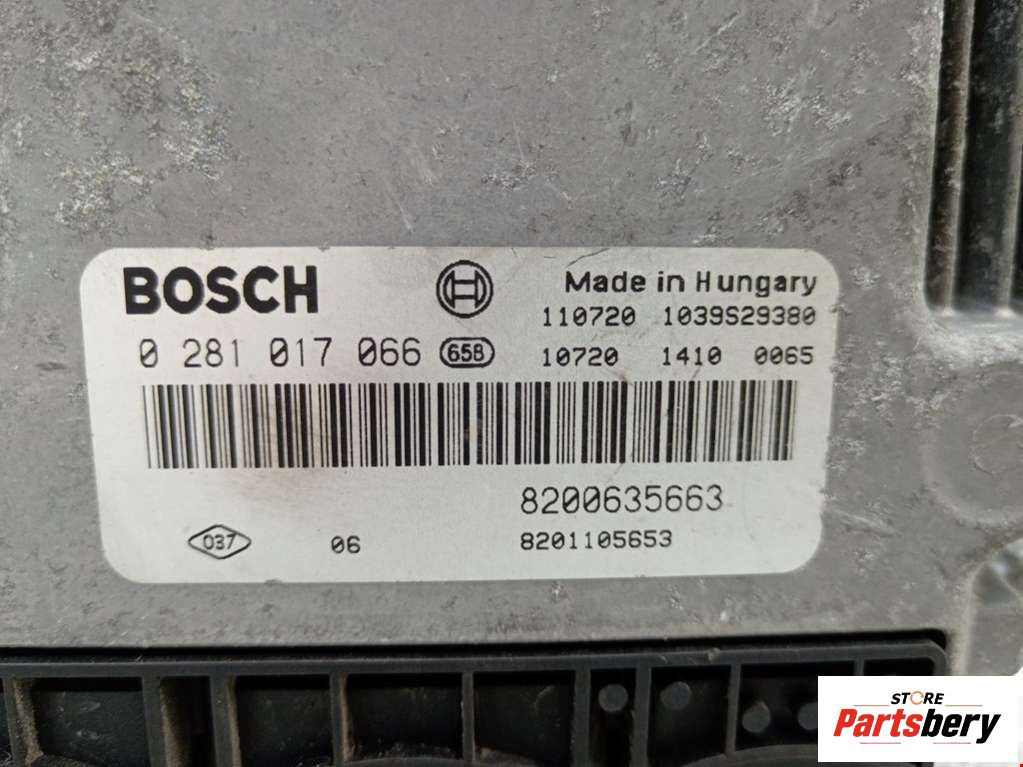 BOSCH
Made in Hungary
110720 1039S29380
0 281 017 066 65B
10720 1410 0065
8200635663
037 06 8201105653
STORE
Partsbery